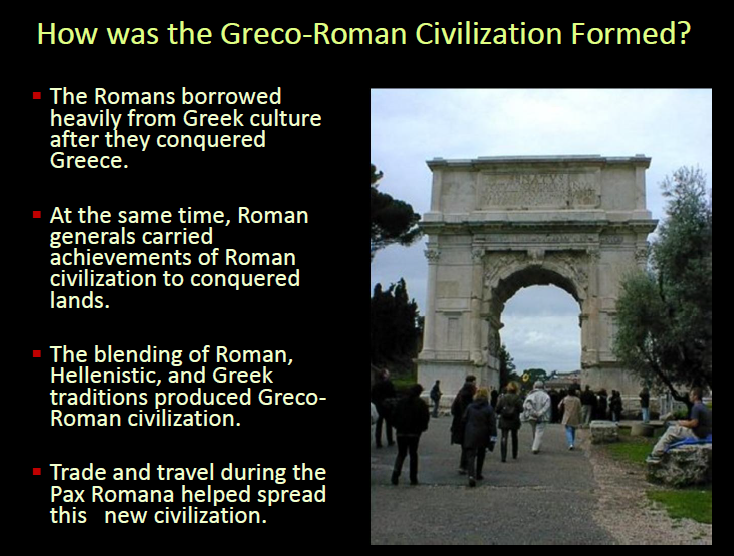 How was the Greco-Roman Civilization Formed?
The Romans borrowed
heavily from Greek culture
after they conquered
Greece.
At the same time, Roman
generals carried
achievements of Roman
civilization to conquered
lands.
The blending of Roman,
Hellenistic, and Greek
traditions produced Greco-
Roman civilization.
Trade and travel during the
Pax Romana helped spread
this new civilization.